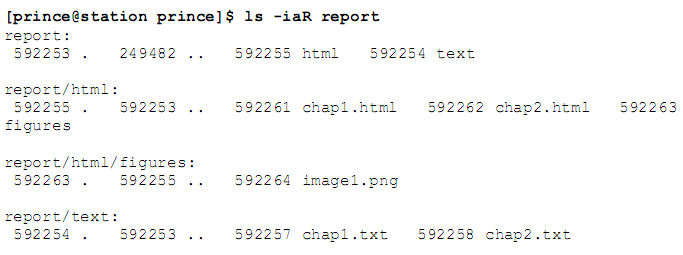 [prince@station prince]$ ls -iaR report
report:
 592253 .   249482 ..   592255 html   592254 text

report/html:
 592255 .   592253 ..   592261 chap1.html   592262 chap2.html   592263
figures

report/html/figures:
 592263 .   592255 ..   592264 image1.png

report/text:
 592254 .   592253 ..   592257 chap1.txt   592258 chap2.txt